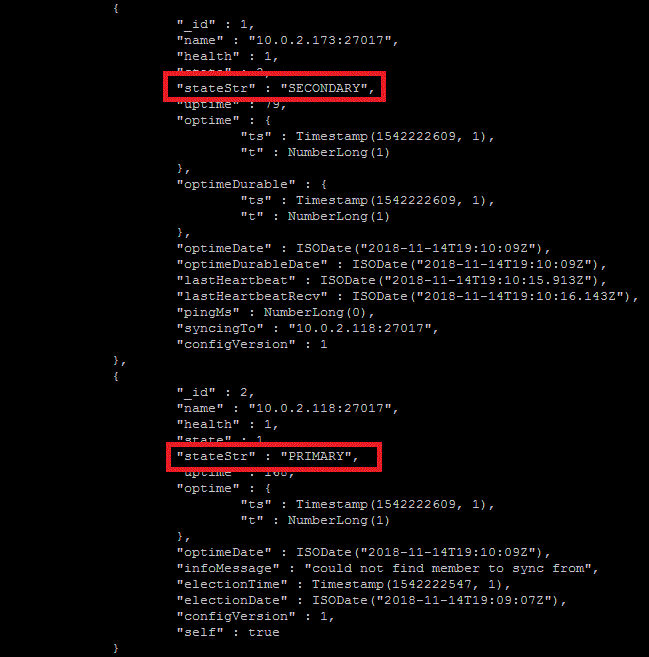 {
"_id" : 1,
"name" : "10.0.2.173:27017",
"health" : 1,
"state" : 2,
"stateStr" : "SECONDARY",
"uptime" : 79,
"optime" : {
"ts" : Timestamp(1542222609, 1),
"t" : NumberLong(1)
},
"optimeDurable" : {
"ts" : Timestamp(1542222609, 1),
"t" : NumberLong(1)
},
"optimeDate" : ISODate("2018-11-14T19:10:09Z"),
"optimeDurableDate" : ISODate("2018-11-14T19:10:09Z"),
"lastHeartbeat" : ISODate("2018-11-14T19:10:15.913Z"),
"lastHeartbeatRecv" : ISODate("2018-11-14T19:10:16.143Z"),
"pingMs" : NumberLong(0),
"syncingTo" : "10.0.2.118:27017",
"configVersion" : 1
},
{
"_id" : 2,
"name" : "10.0.2.118:27017",
"health" : 1,
"state" : 1,
"stateStr" : "PRIMARY",
"uptime" : 168,
"optime" : {
"ts" : Timestamp(1542222609, 1),
"t" : NumberLong(1)
},
"optimeDate" : ISODate("2018-11-14T19:10:09Z"),
"infoMessage" : "could not find member to sync from",
"electionTime" : Timestamp(1542222547, 1),
"electionDate" : ISODate("2018-11-14T19:09:07Z"),
"configVersion" : 1,
"self" : true
}